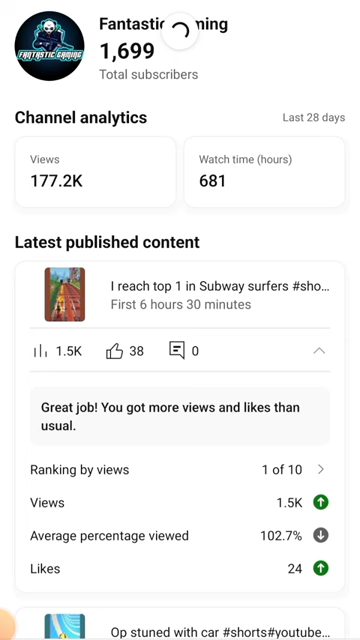 Fantastic Gaming
FANTASTIC GAMING
1,699
Total subscribers
Channel analytics
Last 28 days
Views
177.2K
Watch time (hours)
681
Latest published content
I reach top 1 in Subway surfers #sho...
First 6 hours 30 minutes
1.5K
38
0
Great job! You got more views and likes than
usual.
Ranking by views
1 of 10
Views
1.5K
Average percentage viewed
102.7%
Likes
24
Op stuned with car #shorts#youtube...